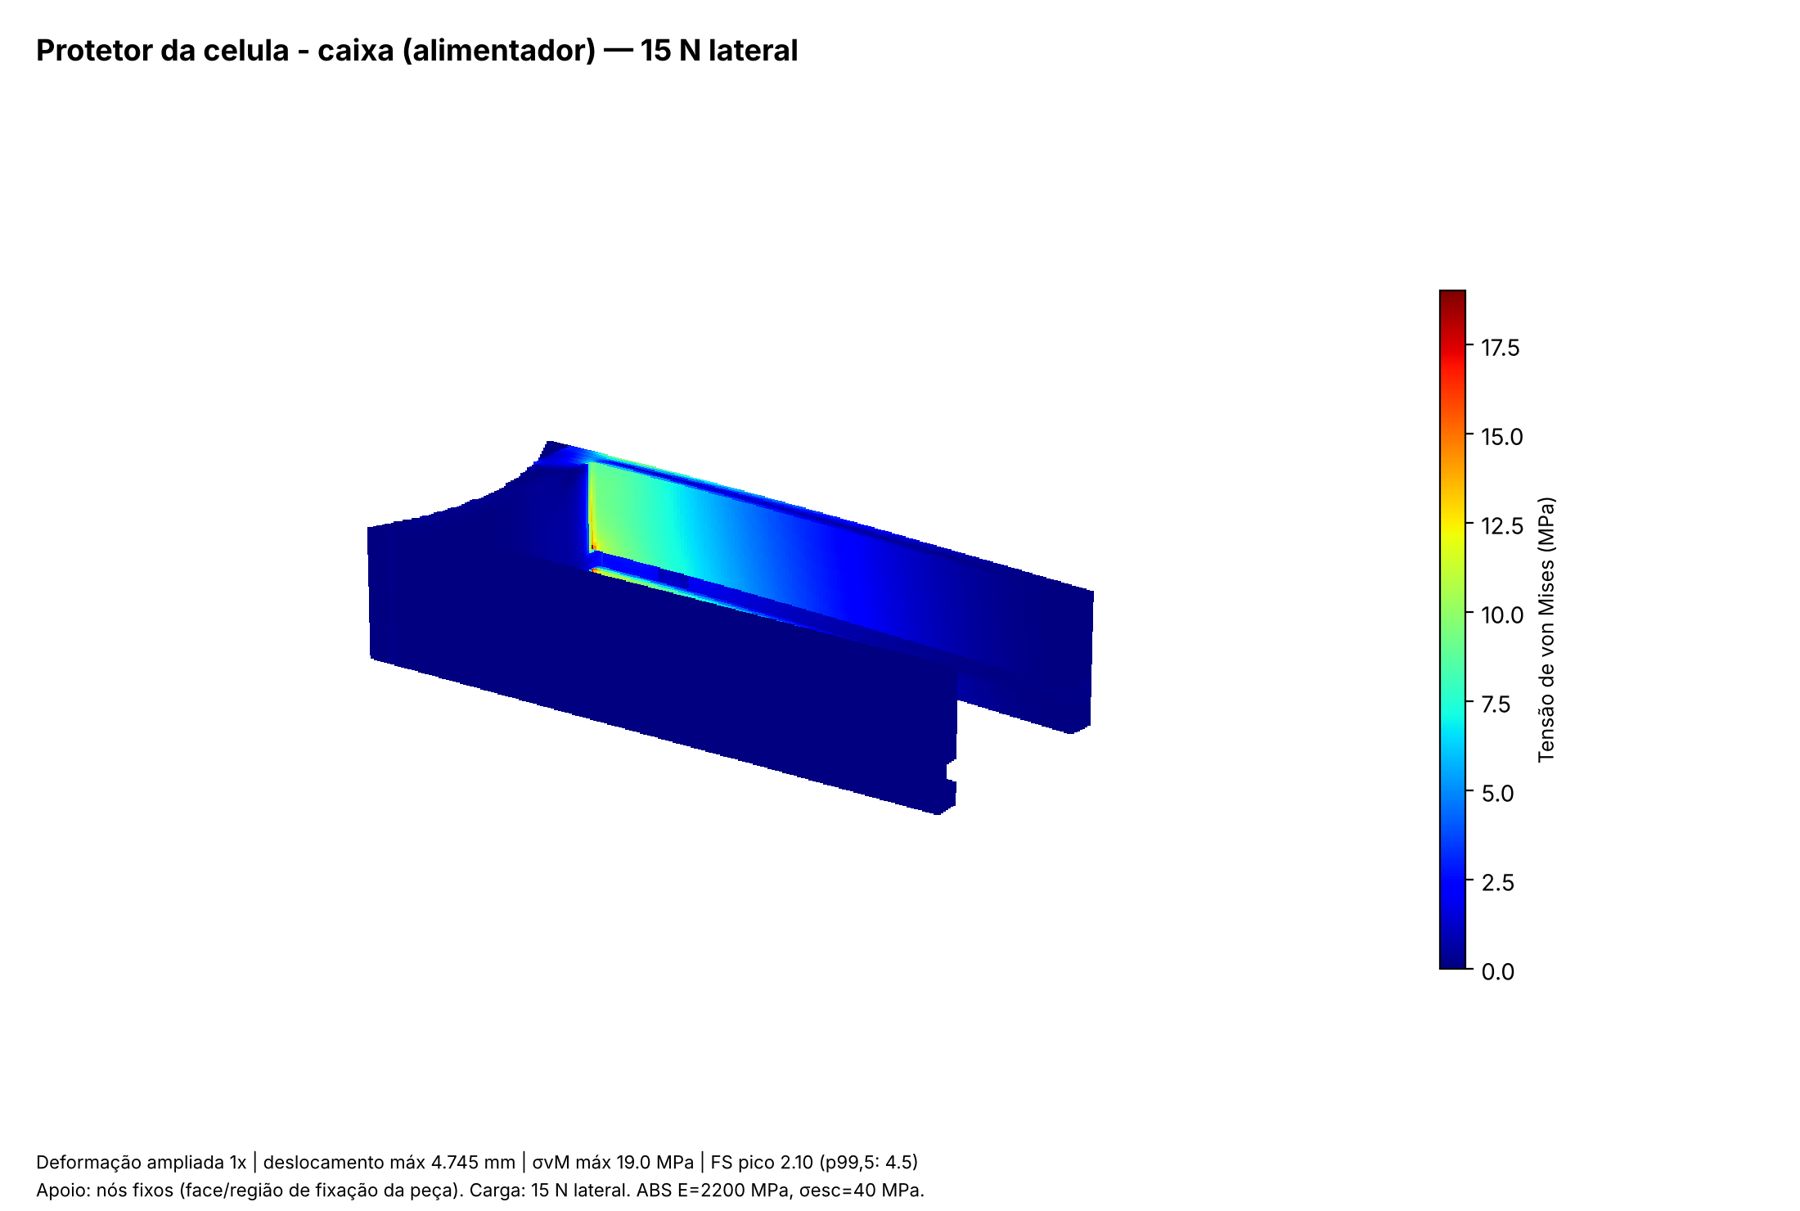 Protetor da celula - caixa (alimentador) — 15 N lateral
17.5
15.0
12.5
10.0
7.5
5.0
2.5
0.0
Tensão de von Mises (MPa)
Deformação ampliada 1x | deslocamento máx 4.745 mm | σvM máx 19.0 MPa | FS pico 2.10 (p99,5: 4.5)
Apoio: nós fixos (face/região de fixação da peça). Carga: 15 N lateral. ABS E=2200 MPa, σesc=40 MPa.